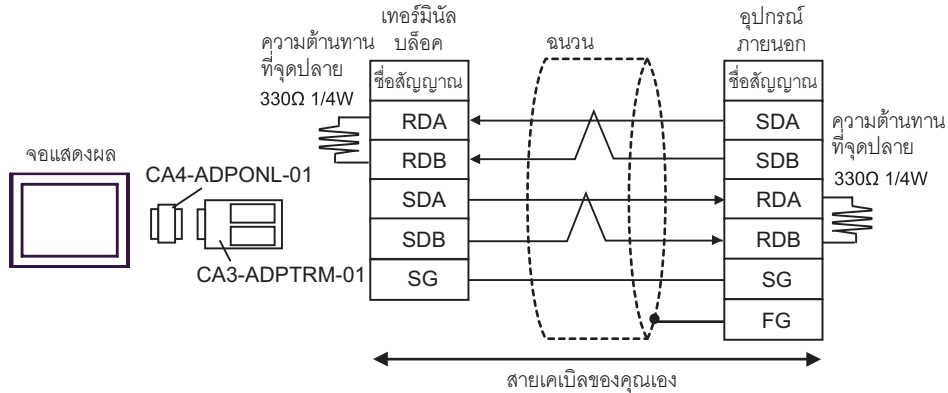 เทอร์มินัล
บล็อค
ความต้านทาน
ที่จุดปลาย
330Ω 1/4W
ฉนวน
อุปกรณ์
ภายนอก
ชื่อสัญญาณ
ชื่อสัญญาณ
RDA
SDA
ความต้านทาน
ที่จุดปลาย
330Ω 1/4W
RDB
SDB
จอแสดงผล
CA4-ADPONL-01
SDA
RDA
SDB
RDB
CA3-ADPTRM-01
SG
SG
FG
สายเคเบิลของคุณเอง